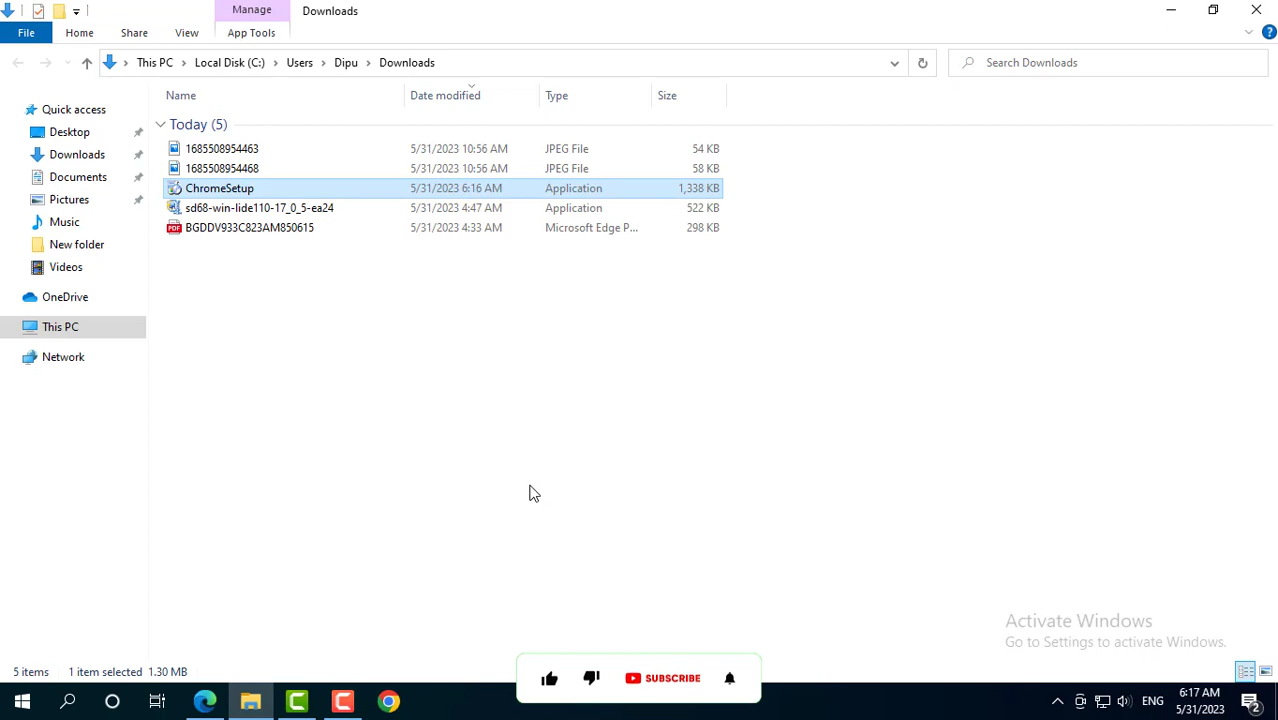 Manage
Downloads
File
Home
Share
View
App Tools
This PC > Local Disk (C:) > Users > Dipu > Downloads
Search Downloads
Name
Date modified
Type
Size
Today (5)
1685508954463 5/31/2023 10:56 AM JPEG File 54 KB
1685508954468 5/31/2023 10:56 AM JPEG File 58 KB
ChromeSetup 5/31/2023 6:16 AM Application 1,338 KB
sd68-win-lide110-17_0_5-ea24 5/31/2023 4:47 AM Application 522 KB
BGDDV933C823AM850615 5/31/2023 4:33 AM Microsoft Edge P... 298 KB
PDF
Quick access
Desktop
Downloads
Documents
Pictures
Music
New folder
Videos
OneDrive
This PC
Network
Activate Windows
Go to Settings to activate Windows.
5 items
1 item selected 1.30 MB
SUBSCRIBE
ENG
6:17 AM
5/31/2023
2